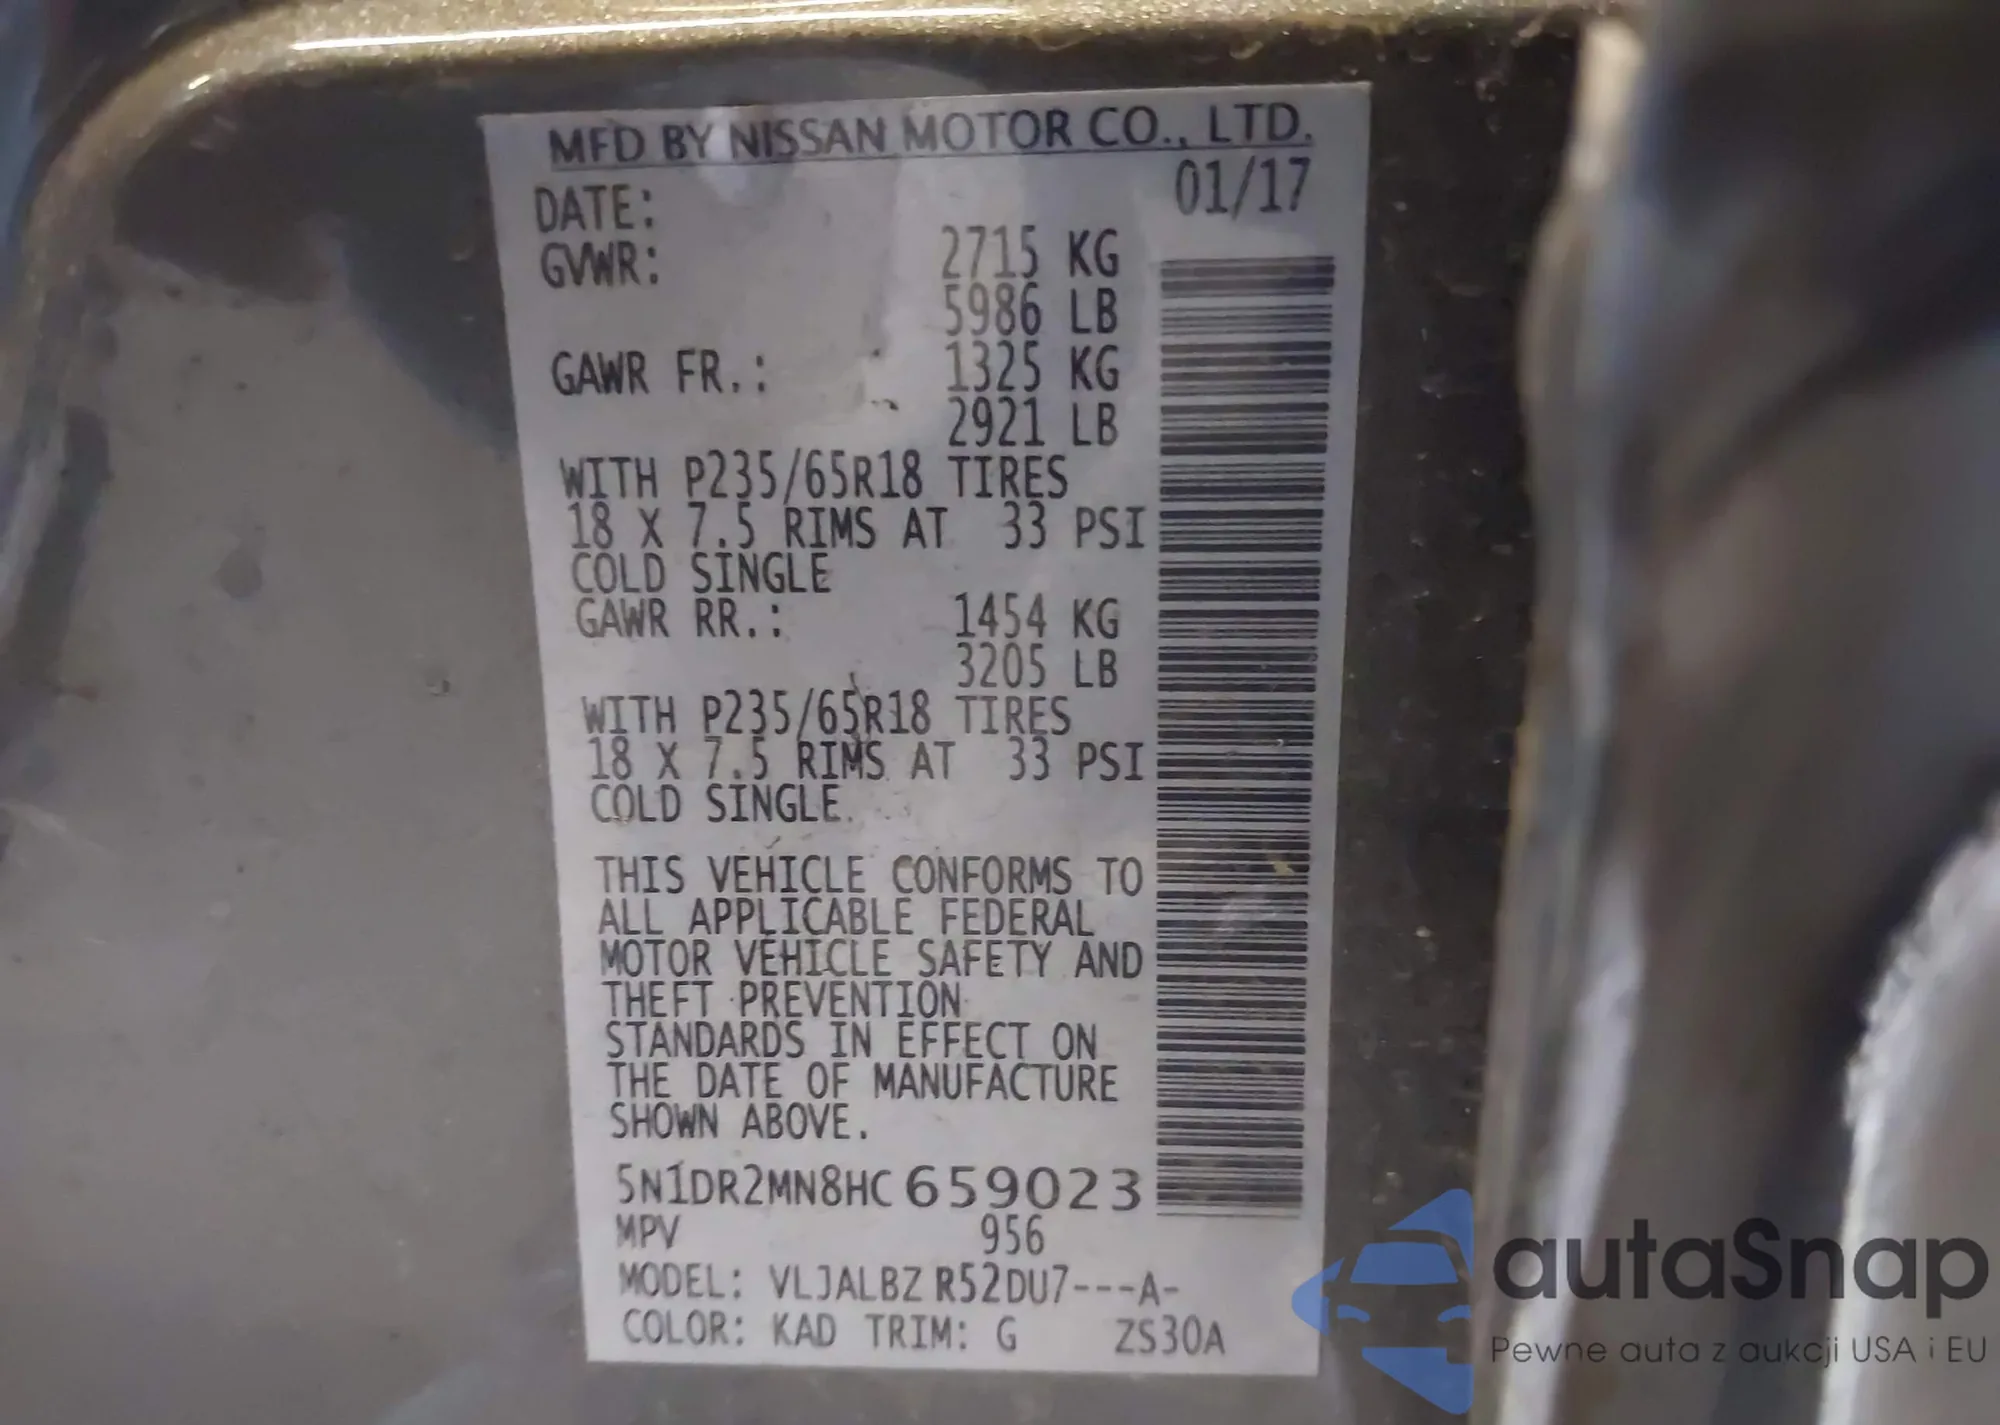 MFD BY NISSAN MOTOR CO., LTD.
DATE: 01/17
GVWR: 2715 KG
5986 LB
GAWR FR.: 1325 KG
2921 LB
WITH P235/65R18 TIRES
18 X 7.5 RIMS AT 33 PSI
COLD SINGLE
GAWR RR.: 1454 KG
3205 LB
WITH P235/65R18 TIRES
18 X 7.5 RIMS AT 33 PSI
COLD SINGLE
THIS VEHICLE CONFORMS TO
ALL APPLICABLE FEDERAL
MOTOR VEHICLE SAFETY AND
THEFT PREVENTION
STANDARDS IN EFFECT ON
THE DATE OF MANUFACTURE
SHOWN ABOVE.
5N1DR2MN8HC659023
MPV 956
MODEL: VLJALBZ R52DU7---A-
COLOR: KAD TRIM: G ZS30A
autaSnap
Pewne auta z aukcji USA i EU